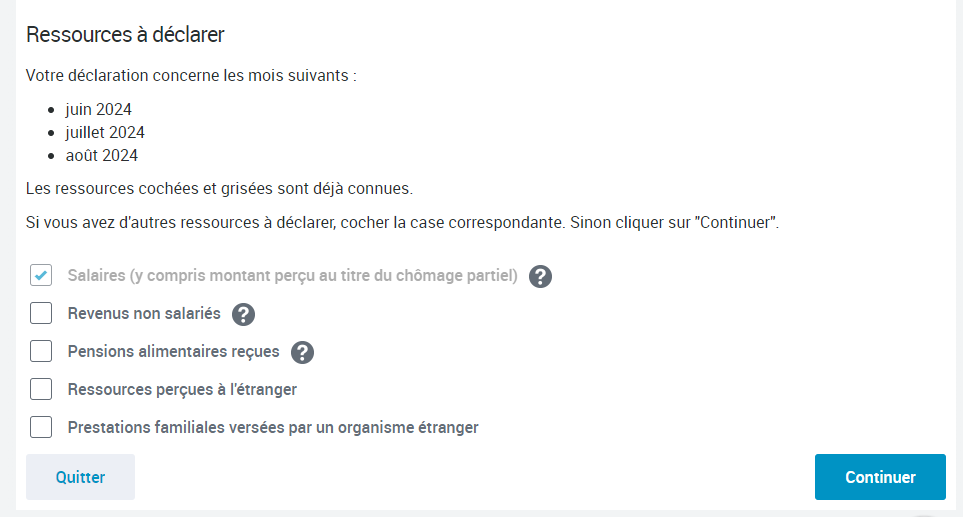 Ressources à déclarer
Votre déclaration concerne les mois suivants :
juin 2024
juillet 2024
août 2024
Les ressources cochées et grisées sont déjà connues.
Si vous avez d'autres ressources à déclarer, cocher la case correspondante. Sinon cliquer sur "Continuer".
Salaires (y compris montant perçu au titre du chômage partiel) ?
Revenus non salariés ?
Pensions alimentaires reçues ?
Ressources perçues à l'étranger
Prestations familiales versées par un organisme étranger
Quitter Continuer